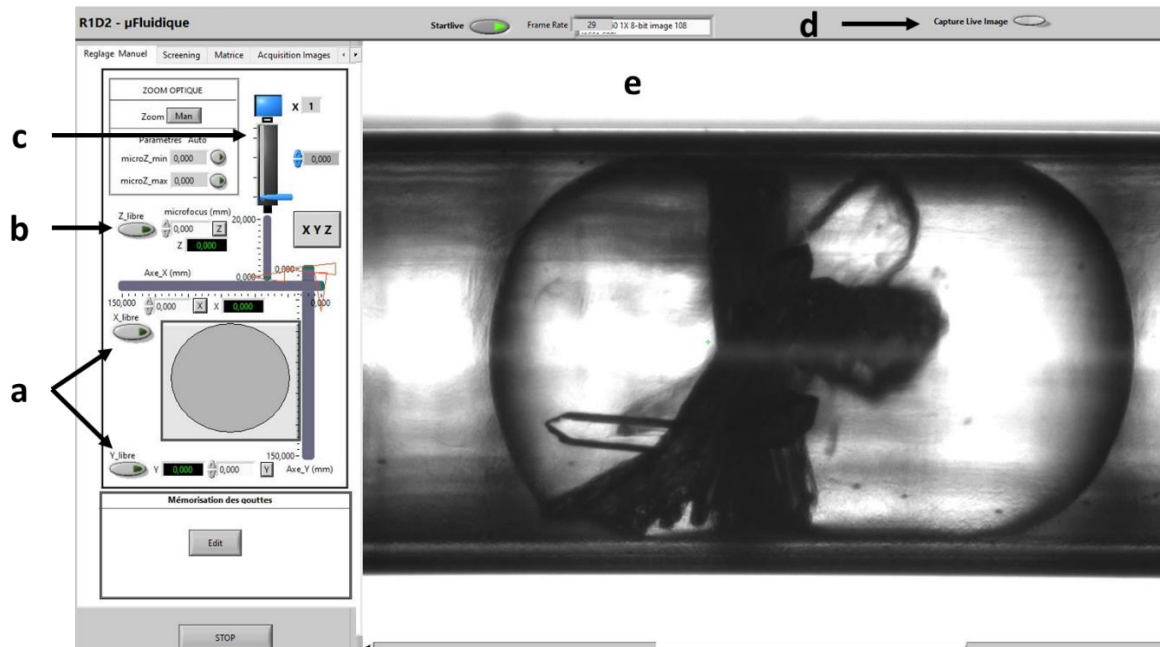 R1D2 - µFluidique
Startlive
Frame Rate
29
60 1X 8-bit image 108
d
Capture Live Image
Reglage Manuel
Screening
Matrice
Acquisition Images
e
ZOOM OPTIQUE
X 1
Zoom Man
c
Parametres Auto
microZ_min 0,000
0,000
microZ_max 0,000
Z_libre
microfocus (mm)
b
0,000 Z
20,000
X Y Z
Z 0,000
Axe_X (mm)
0,000
0,000
150,000
0,000 X X 0,000
0,000
X_libre
a
Y_libre
150,000
Y 0,000 0,000 Y
Axe_Y (mm)
Mémorisation des gouttes
Edit
STOP